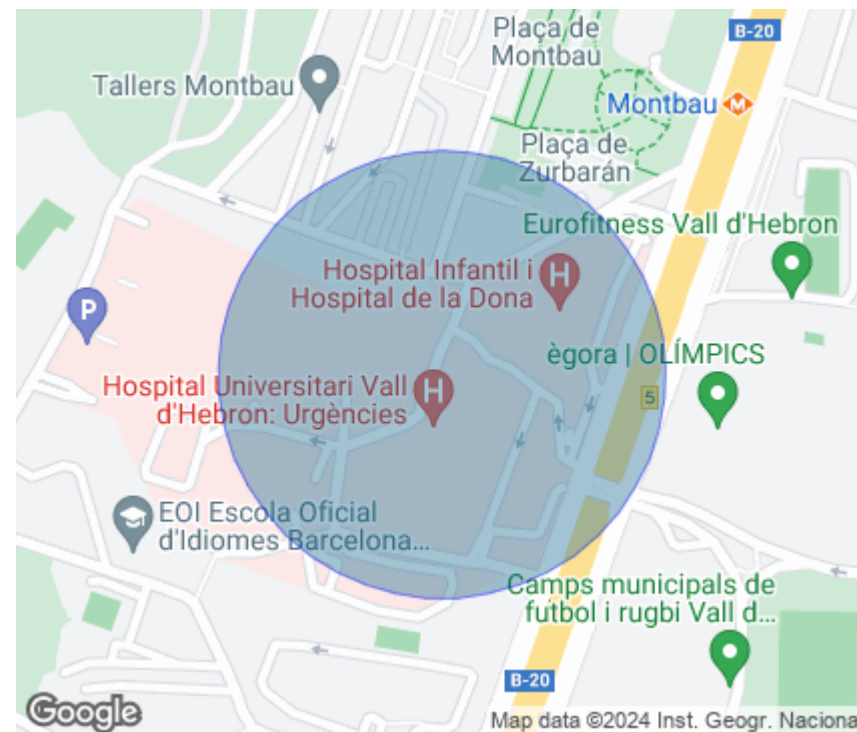 Plaça de
Montbau
B-20
Tallers Montbau
Montbau M
Plaça de
Zurbarán
Eurofitness Vall d'Hebron
Hospital Infantil i
Hospital de la Dona
H
P
ègora | OLÍMPICS
Hospital Universitari Vall
d'Hebron: Urgències
H
5
EOI Escola Oficial
d'Idiomes Barcelona...
Camps municipals de
futbol i rugbi Vall d...
B-20
Google
Map data ©2024 Inst. Geogr. Naciona